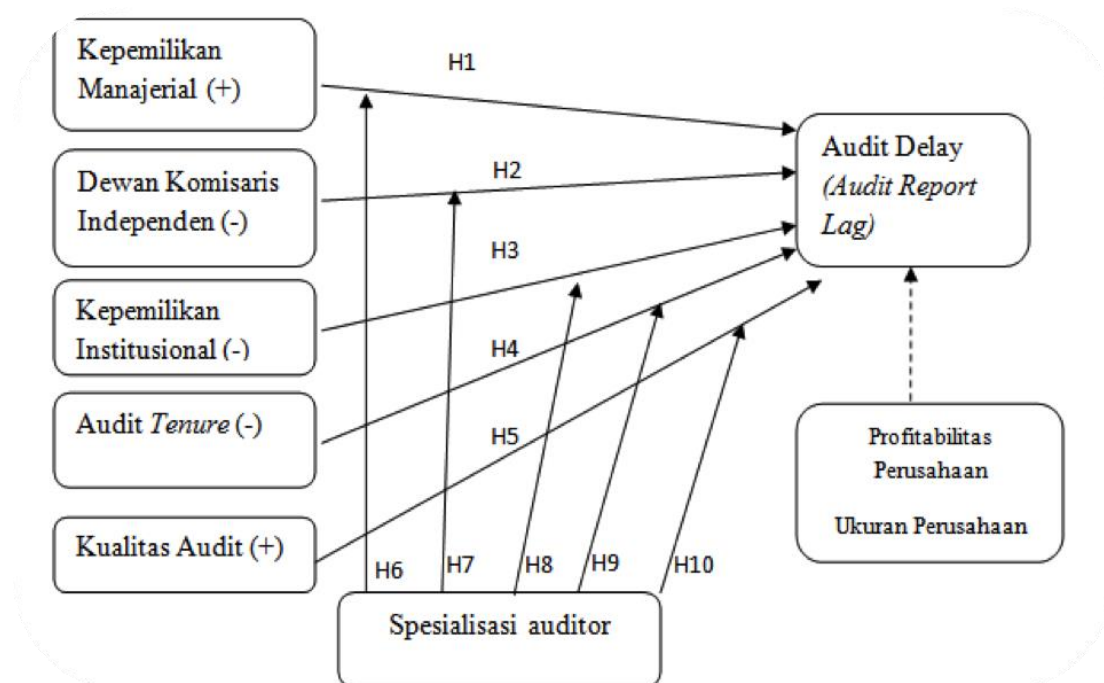 Kepemilikan
Manajerial (+)
H1
Dewan Komisaris
Independen (-)
H2
Audit Delay
(Audit Report
Lag)
Kepemilikan
Institusional (-)
H3
Audit Tenure (-)
H4
Kualitas Audit (+)
H5
Profitabilitas
Perusahaan
Ukuran Perusahaan
H6
H7
H8
H9
H10
Spesialisasi auditor